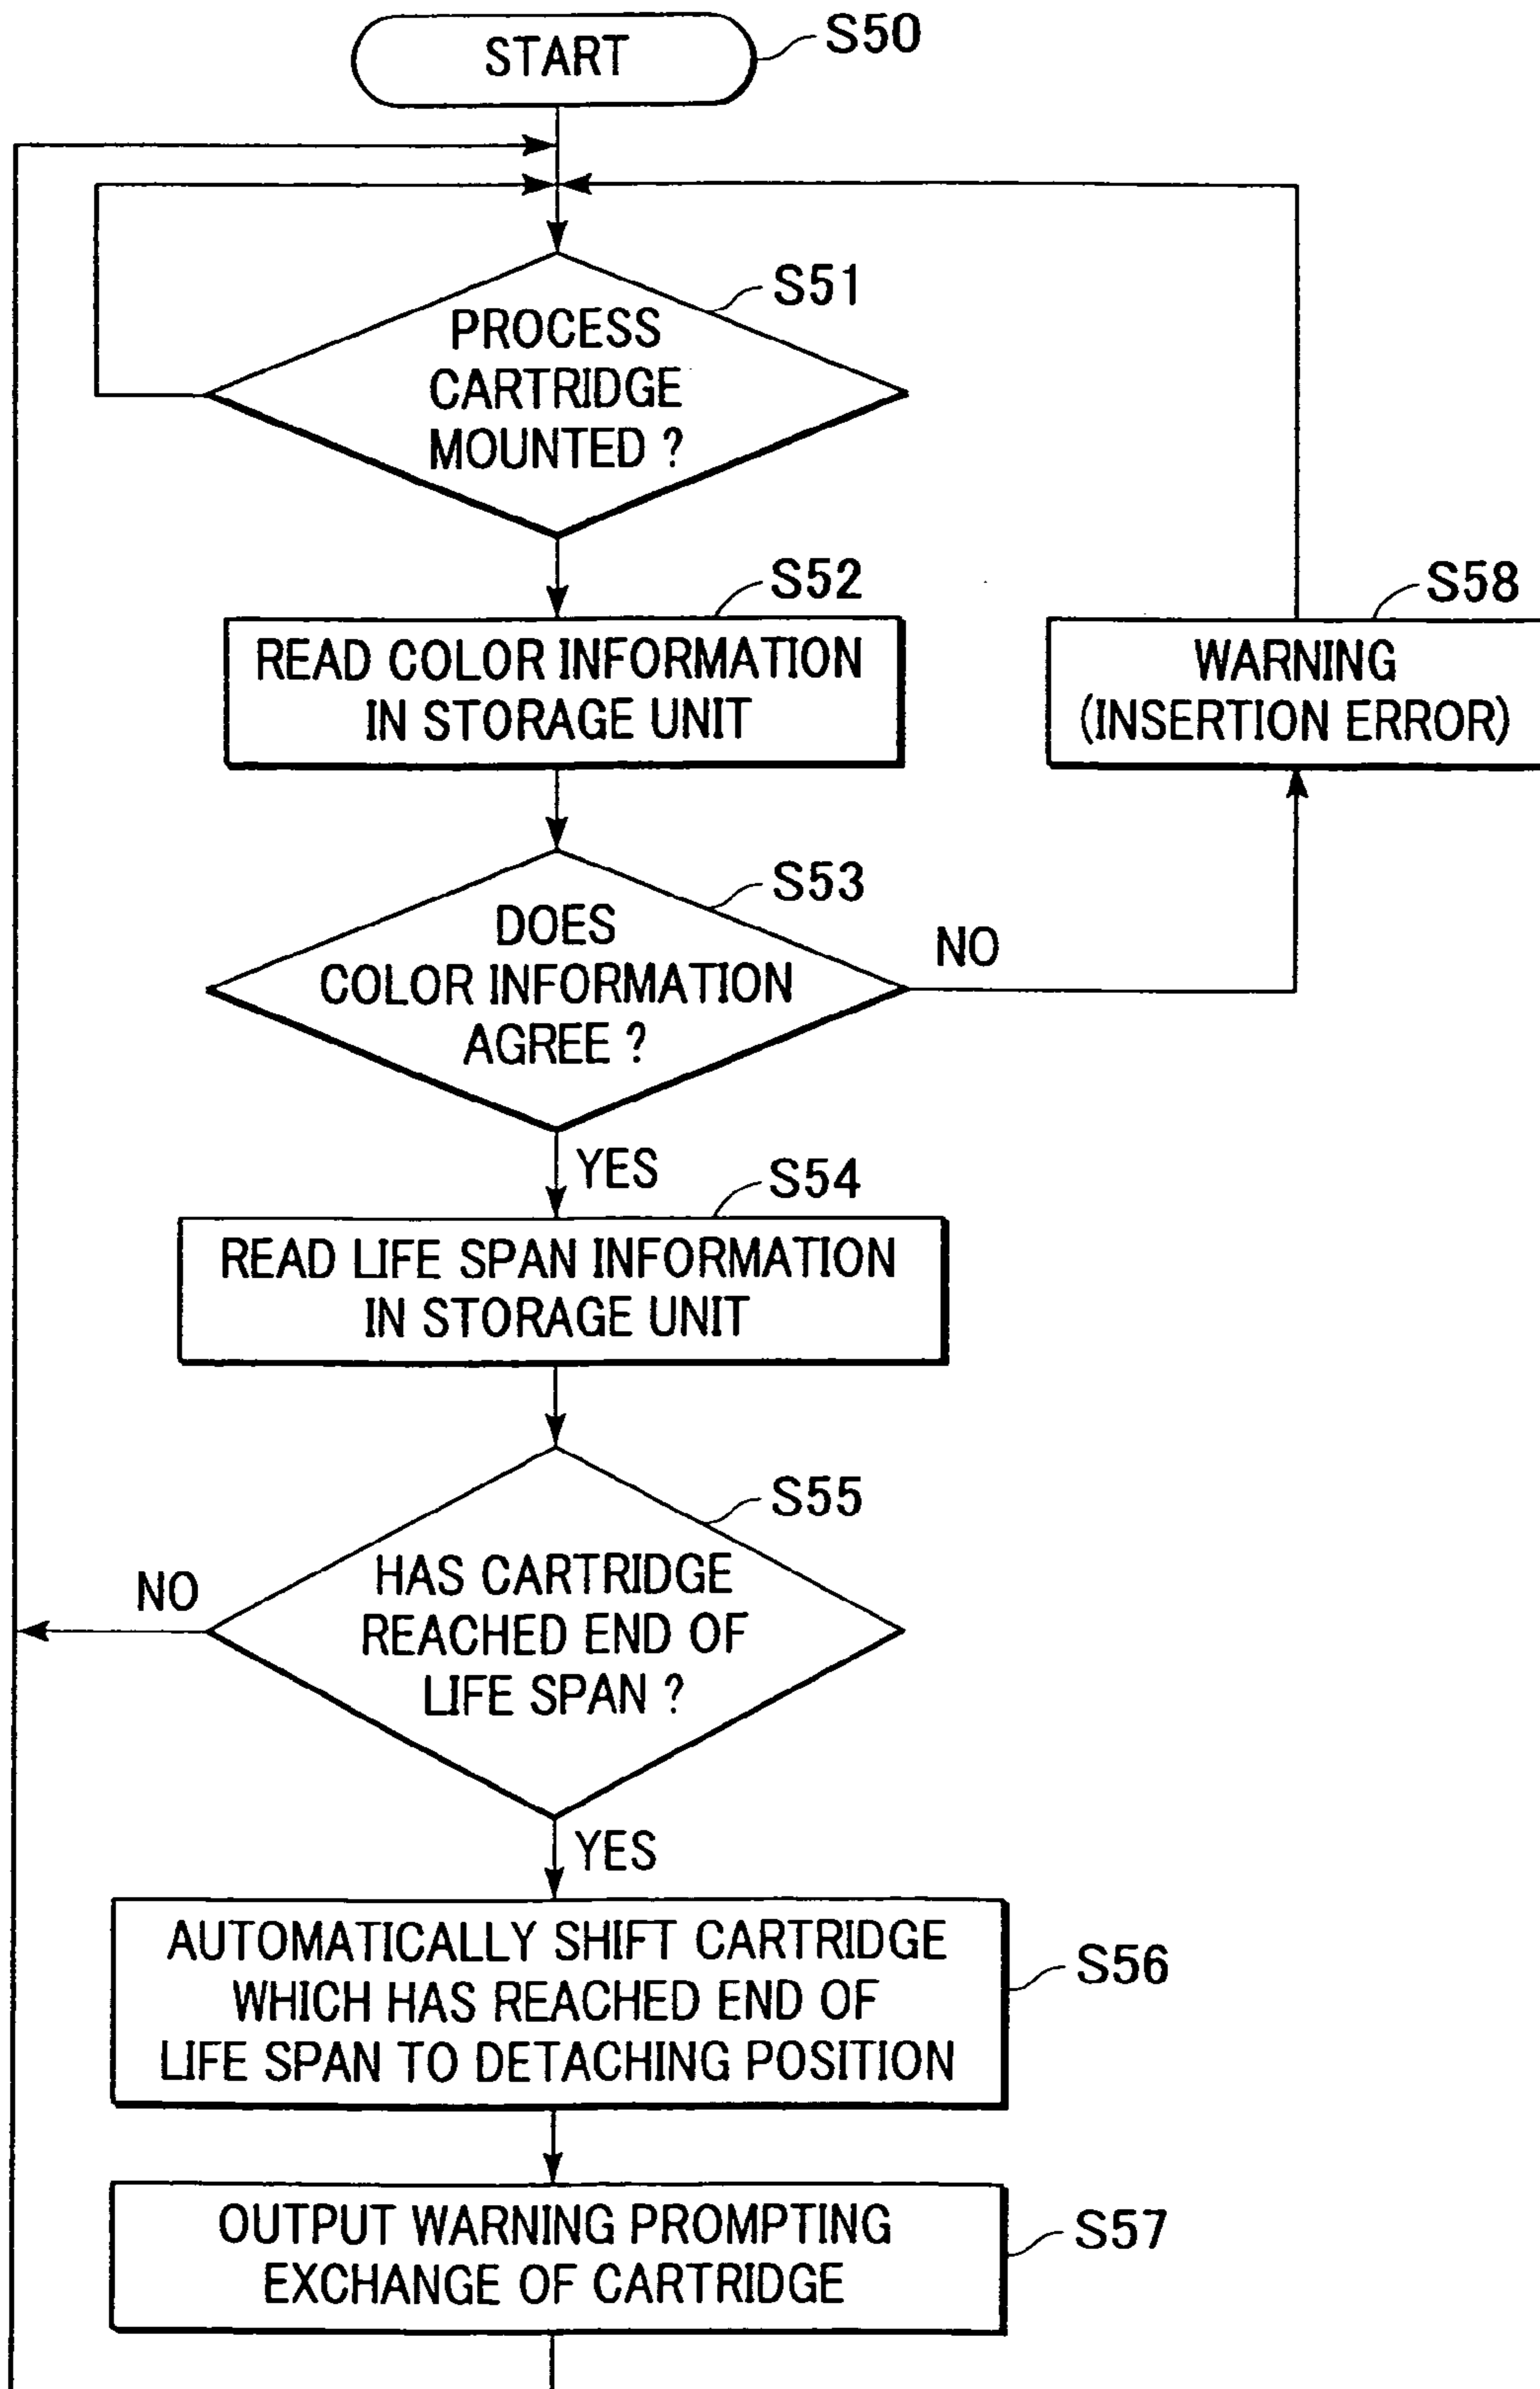 START
S50
S51
PROCESS
CARTRIDGE
MOUNTED ?
S52
READ COLOR INFORMATION
IN STORAGE UNIT
S58
WARNING
(INSERTION ERROR)
S53
DOES
COLOR INFORMATION
AGREE ?
NO
YES
S54
READ LIFE SPAN INFORMATION
IN STORAGE UNIT
S55
HAS CARTRIDGE
REACHED END OF
LIFE SPAN ?
NO
YES
AUTOMATICALLY SHIFT CARTRIDGE
WHICH HAS REACHED END OF
LIFE SPAN TO DETACHING POSITION
S56
OUTPUT WARNING PROMPTING
EXCHANGE OF CARTRIDGE
S57